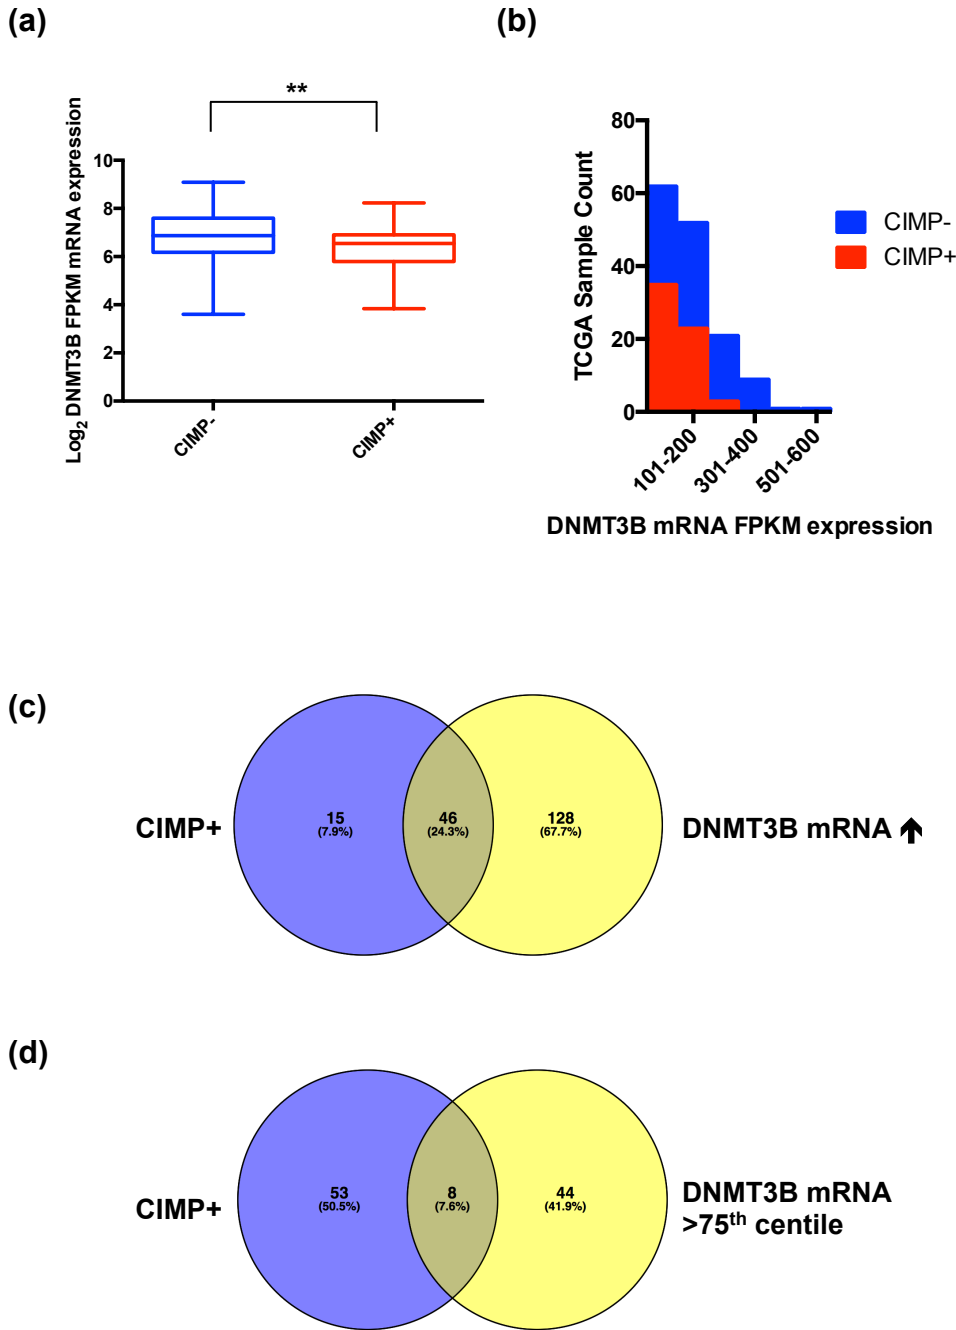 (a)
**
Log2 DNMT3B FPKM mRNA expression
10
8
6
4
2
0
CIMP-
CIMP+
(b)
TCGA Sample Count
80
60
40
20
0
CIMP-
CIMP+
101-200
301-400
501-600
DNMT3B mRNA FPKM expression
(c)
CIMP+
15
(7.9%)
46
(24.3%)
128
(67.7%)
DNMT3B mRNA ↑
(d)
CIMP+
53
(50.5%)
8
(7.6%)
44
(41.9%)
DNMT3B mRNA
>75th centile